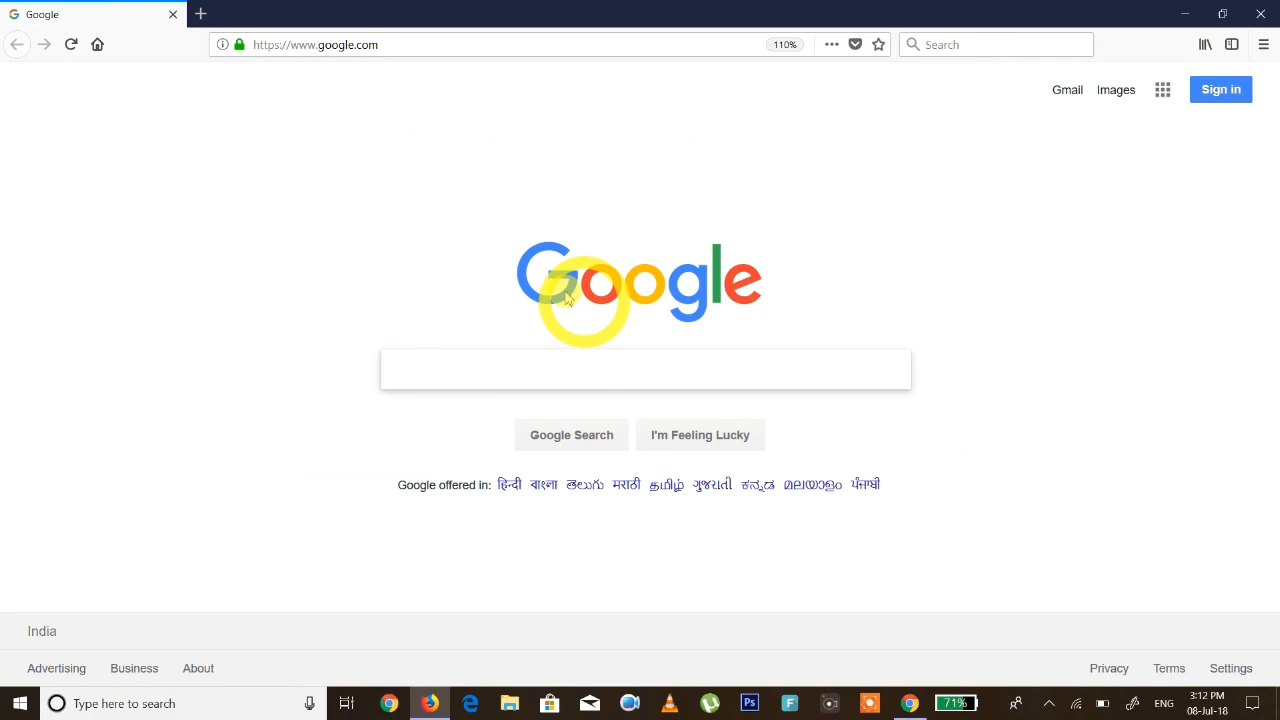 Google
https://www.google.com
110%
Search
Gmail
Images
Sign in
Google
Google Search
I'm Feeling Lucky
Google offered in: हिन्दी বাংলা తెలుగు मराठी தமிழ் ગુજરાતી ಕನ್ನಡ മലയാളം ਪੰਜਾਬੀ
India
Advertising
Business
About
Privacy
Terms
Settings
Type here to search
Ps
F
71%
ENG
3:12 PM
08-Jul-18